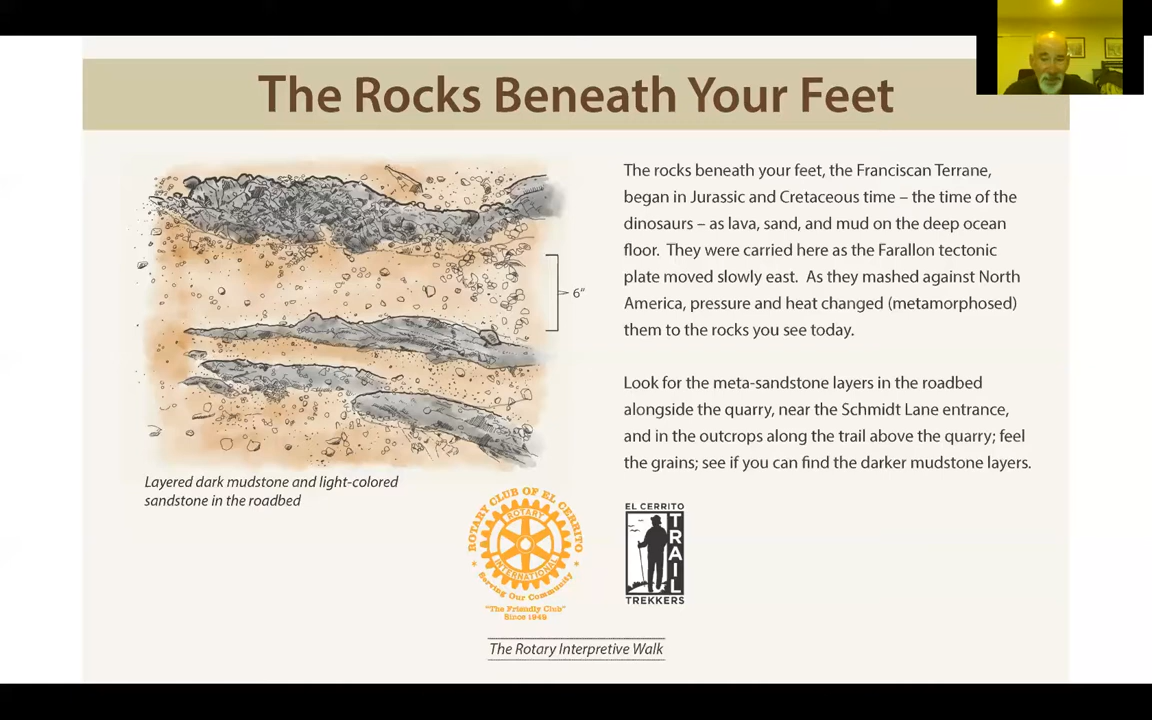 The Rocks Beneath Your Feet
The rocks beneath your feet, the Franciscan Terrane,
began in Jurassic and Cretaceous time – the time of the
dinosaurs – as lava, sand, and mud on the deep ocean
floor. They were carried here as the Farallon tectonic
plate moved slowly east. As they mashed against North
America, pressure and heat changed (metamorphosed)
them to the rocks you see today.
Look for the meta-sandstone layers in the roadbed
alongside the quarry, near the Schmidt Lane entrance,
and in the outcrops along the trail above the quarry; feel
the grains; see if you can find the darker mudstone layers.
6"
Layered dark mudstone and light-colored
sandstone in the roadbed
ROTARY CLUB OF EL CERRITO
ROTARY
INTERNATIONAL
Serving Our Community
"The Friendly Club"
Since 1949
EL CERRITO
TRAIL
TREKKERS
The Rotary Interpretive Walk